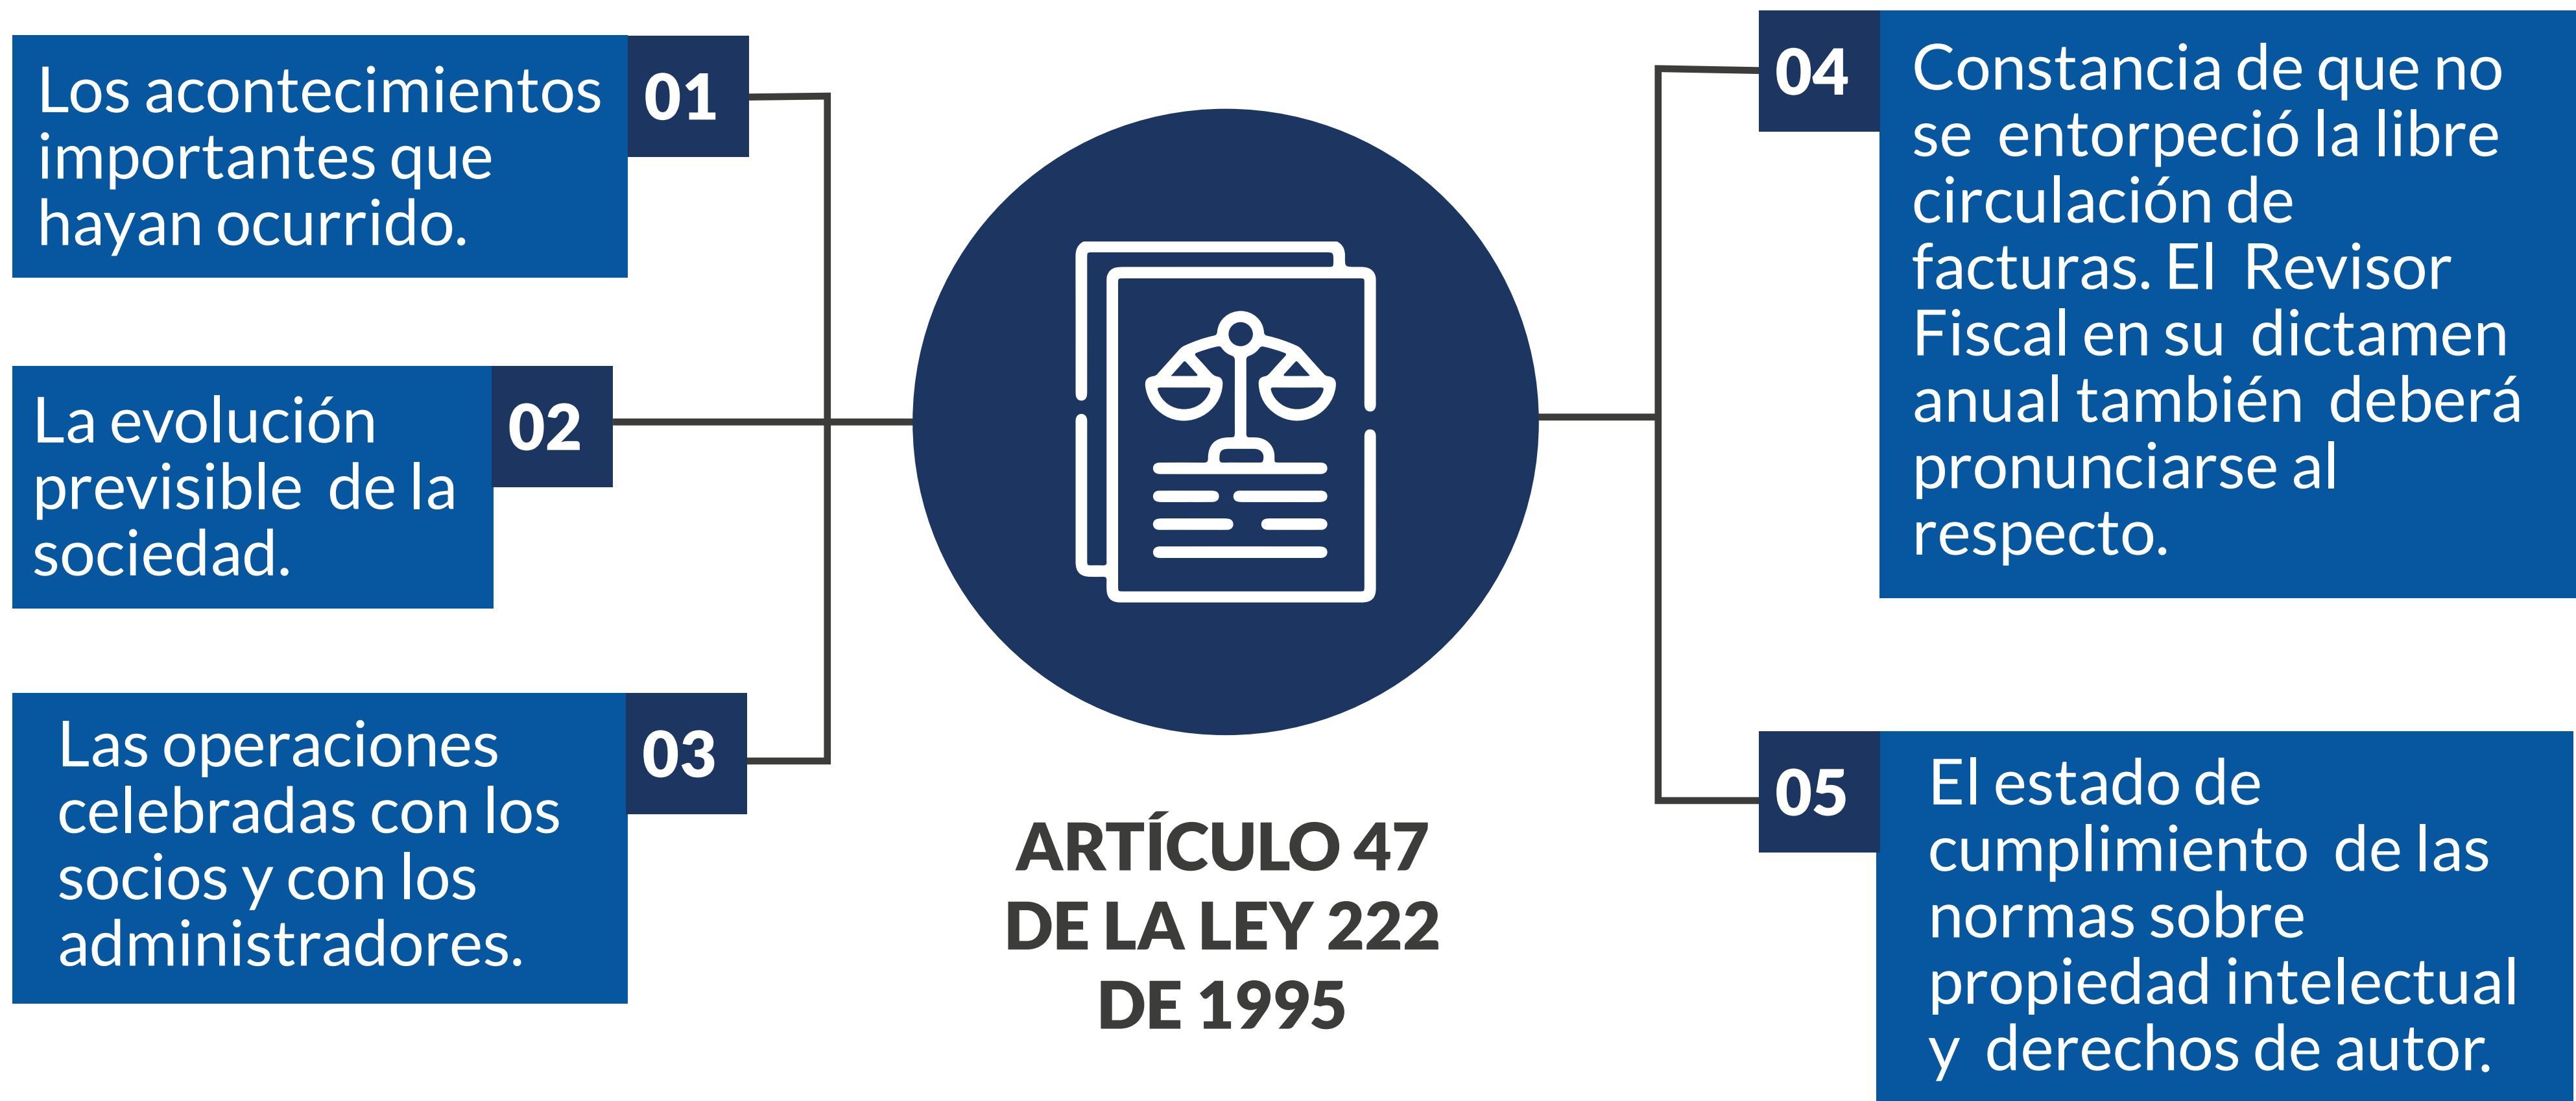 01
Los acontecimientos
importantes que
hayan ocurrido.
02
La evolución
previsible de la
sociedad.
03
Las operaciones
celebradas con los
socios y con los
administradores.
ARTÍCULO 47
DE LA LEY 222
DE 1995
04
Constancia de que no
se entorpeció la libre
circulación de
facturas. El Revisor
Fiscal en su dictamen
anual también deberá
pronunciarse al
respecto.
05
El estado de
cumplimiento de las
normas sobre
propiedad intelectual
y derechos de autor.